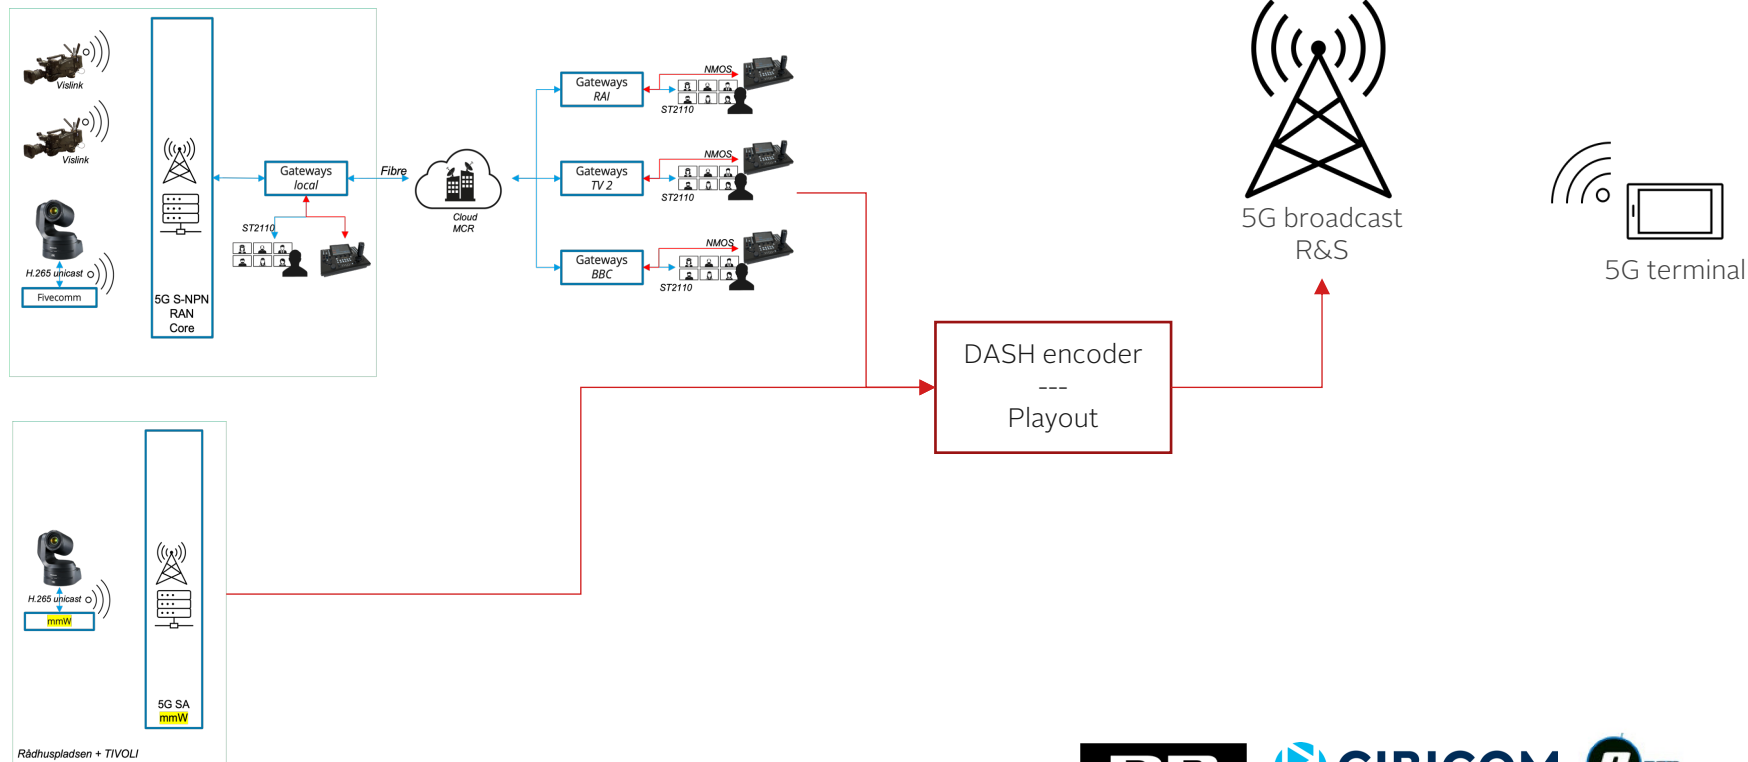 Vislink
Vislink
H.265 unicast
Fivecomm
5G S-NPN
RAN
Core
Gateways
local
ST2110
Fibre
Cloud
MCR
Gateways
RAI
NMOS
ST2110
Gateways
TV 2
NMOS
ST2110
Gateways
BBC
NMOS
ST2110
5G broadcast
R&S
5G terminal
DASH encoder
---
Playout
H.265 unicast
mmW
5G SA
mmW
Rådhuspladsen + TIVOLI
CIBICOM